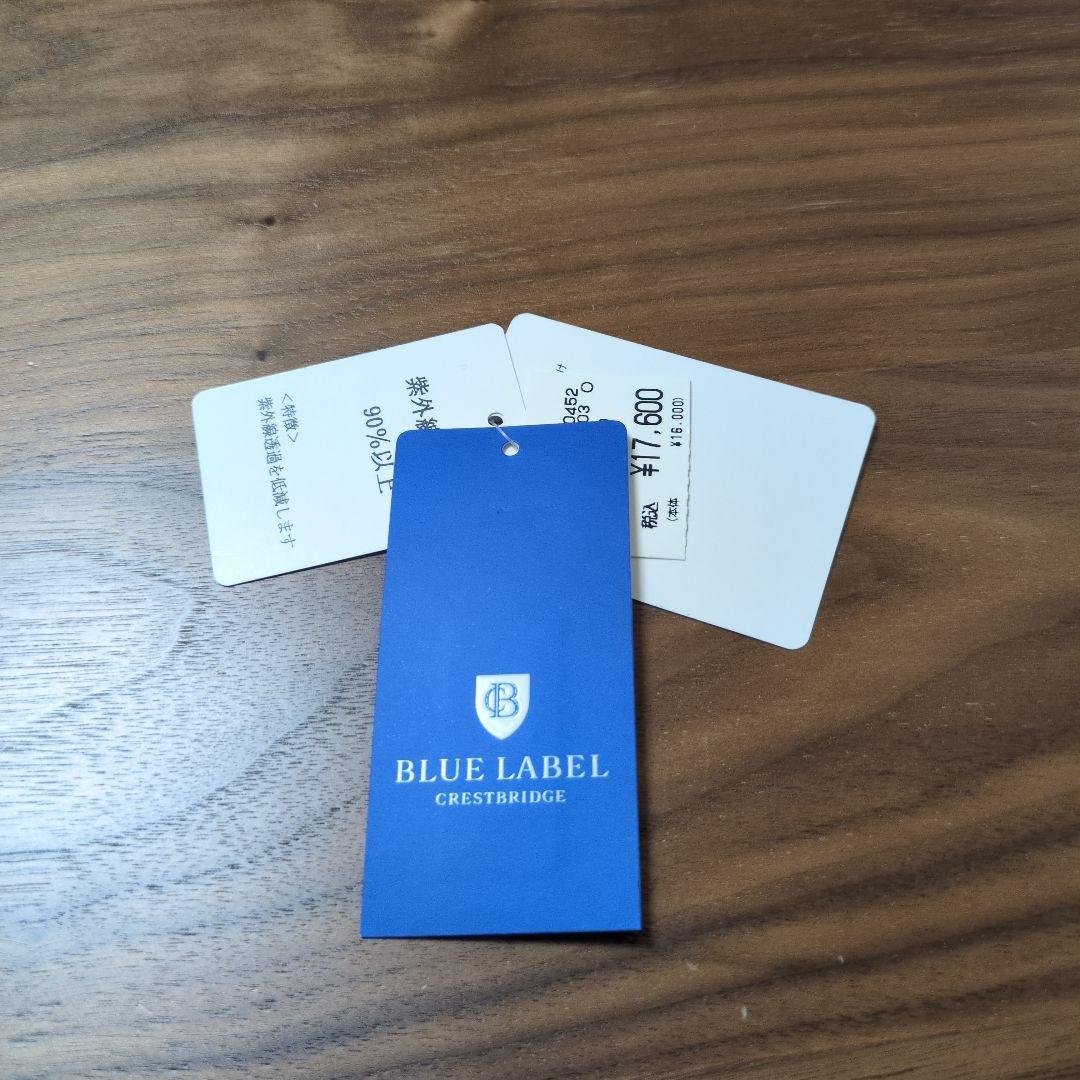 紫外線
90%以上
<特徴>
紫外線透過を低減します
0452
03 O
税込 ¥17,600
(本体 ¥16.000)
CB
BLUE LABEL
CRESTBRIDGE